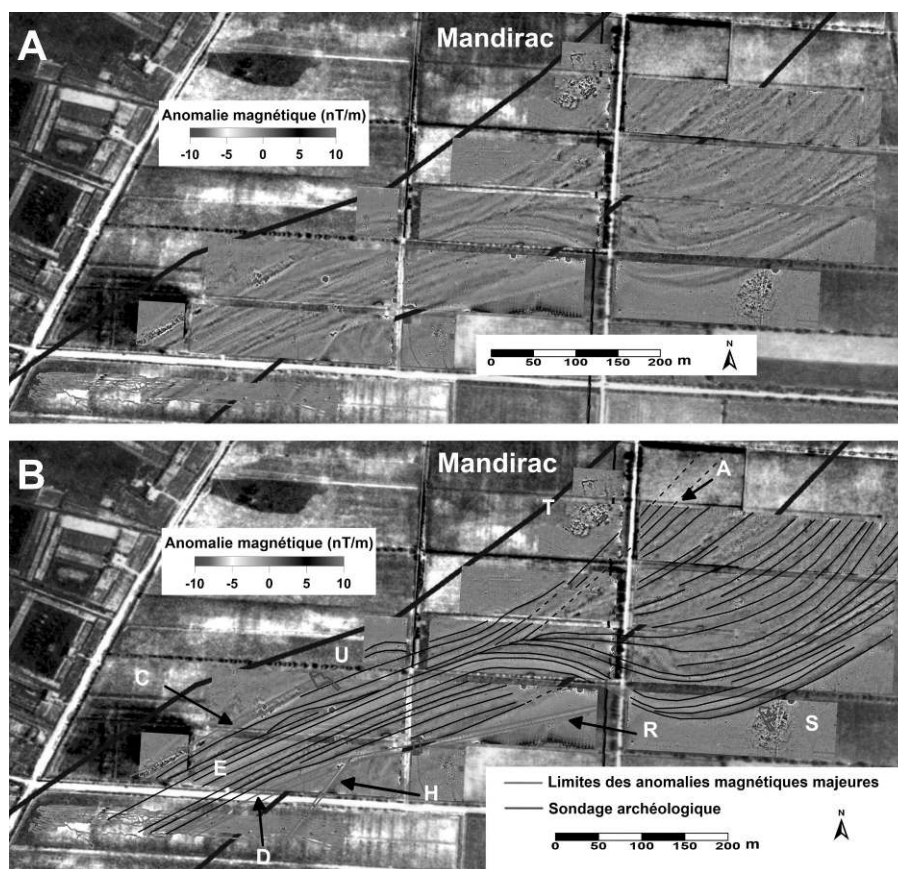 A
Mandirac
Anomalie magnétique (nT/m)
-10 -5 0 5 10
N
0 50 100 150 200 m
B
Mandirac
A
T
Anomalie magnétique (nT/m)
-10 -5 0 5 10
U
C
S
R
E
H
D
Limites des anomalies magnétiques majeures
Sondage archéologique
N
0 50 100 150 200 m